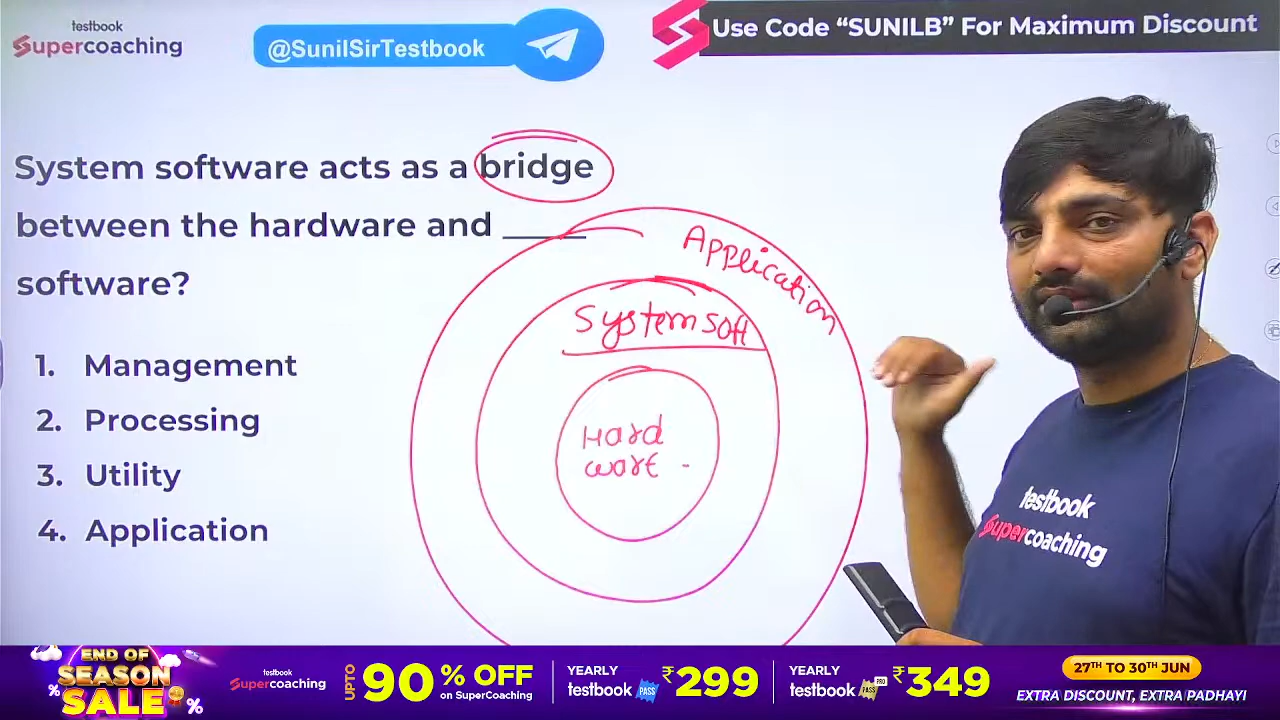 testbook
Supercoaching
@SunilSirTestbook
Use Code “SUNILB” For Maximum Discount
System software acts as a bridge
between the hardware and _____
software?
1. Management
2. Processing
3. Utility
4. Application
Application
System soft
Hard
ware
testbook
Supercoaching
END OF
SEASON
SALE
%
%
testbook
Supercoaching
UPTO
90% OFF
on SuperCoaching
YEARLY
testbook PASS
₹299
YEARLY
testbook PASS PRO
₹349
27TH TO 30TH JUN
EXTRA DISCOUNT, EXTRA PADHAYI